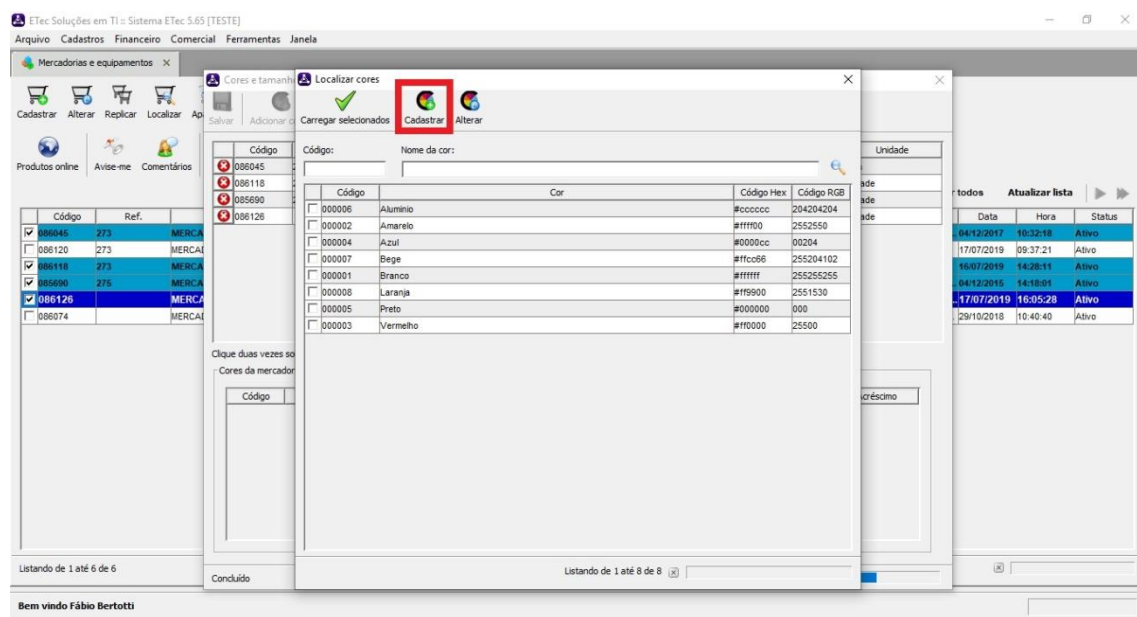 ETec Soluções em TI :: Sistema ETec 5.65 [TESTE]
Arquivo Cadastros Financeiro Comercial Ferramentas Janela
Mercadorias e equipamentos
Cadastrar Alterar Replicar Localizar
Produtos online Avise-me Comentários
Código Ref.
086045 273
086120 273
086118 273
085690 275
086126
086074
Listando de 1 até 6 de 6
Bem vindo Fábio Bertotti
Salvar
Código
086045
086118
085690
086126
Clique duas vezes
Código
Concluído
Localizar cores
Carregar selecionados Cadastrar Alterar
Código: Nome da cor:
Código Cor Código Hex Código RGB
000006 Aluminio #cccccc 204204204
000002 Amarelo #ffff00 2552550
000004 Azul #0000cc 00204
000007 Bege #ffcc66 255204102
000001 Branco #ffffff 255255255
000008 Laranja #ff9900 2551530
000005 Preto #000000 000
000003 Vermelho #ff0000 25500
Listando de 1 até 8 de 8
Unidade
todos Atualizar lista
Data Hora Status
04/12/2017 10:32:18 Ativo
17/07/2019 09:37:21 Ativo
16/07/2019 14:28:11 Ativo
04/12/2015 14:18:01 Ativo
17/07/2019 16:05:28 Ativo
29/10/2018 10:40:40 Ativo